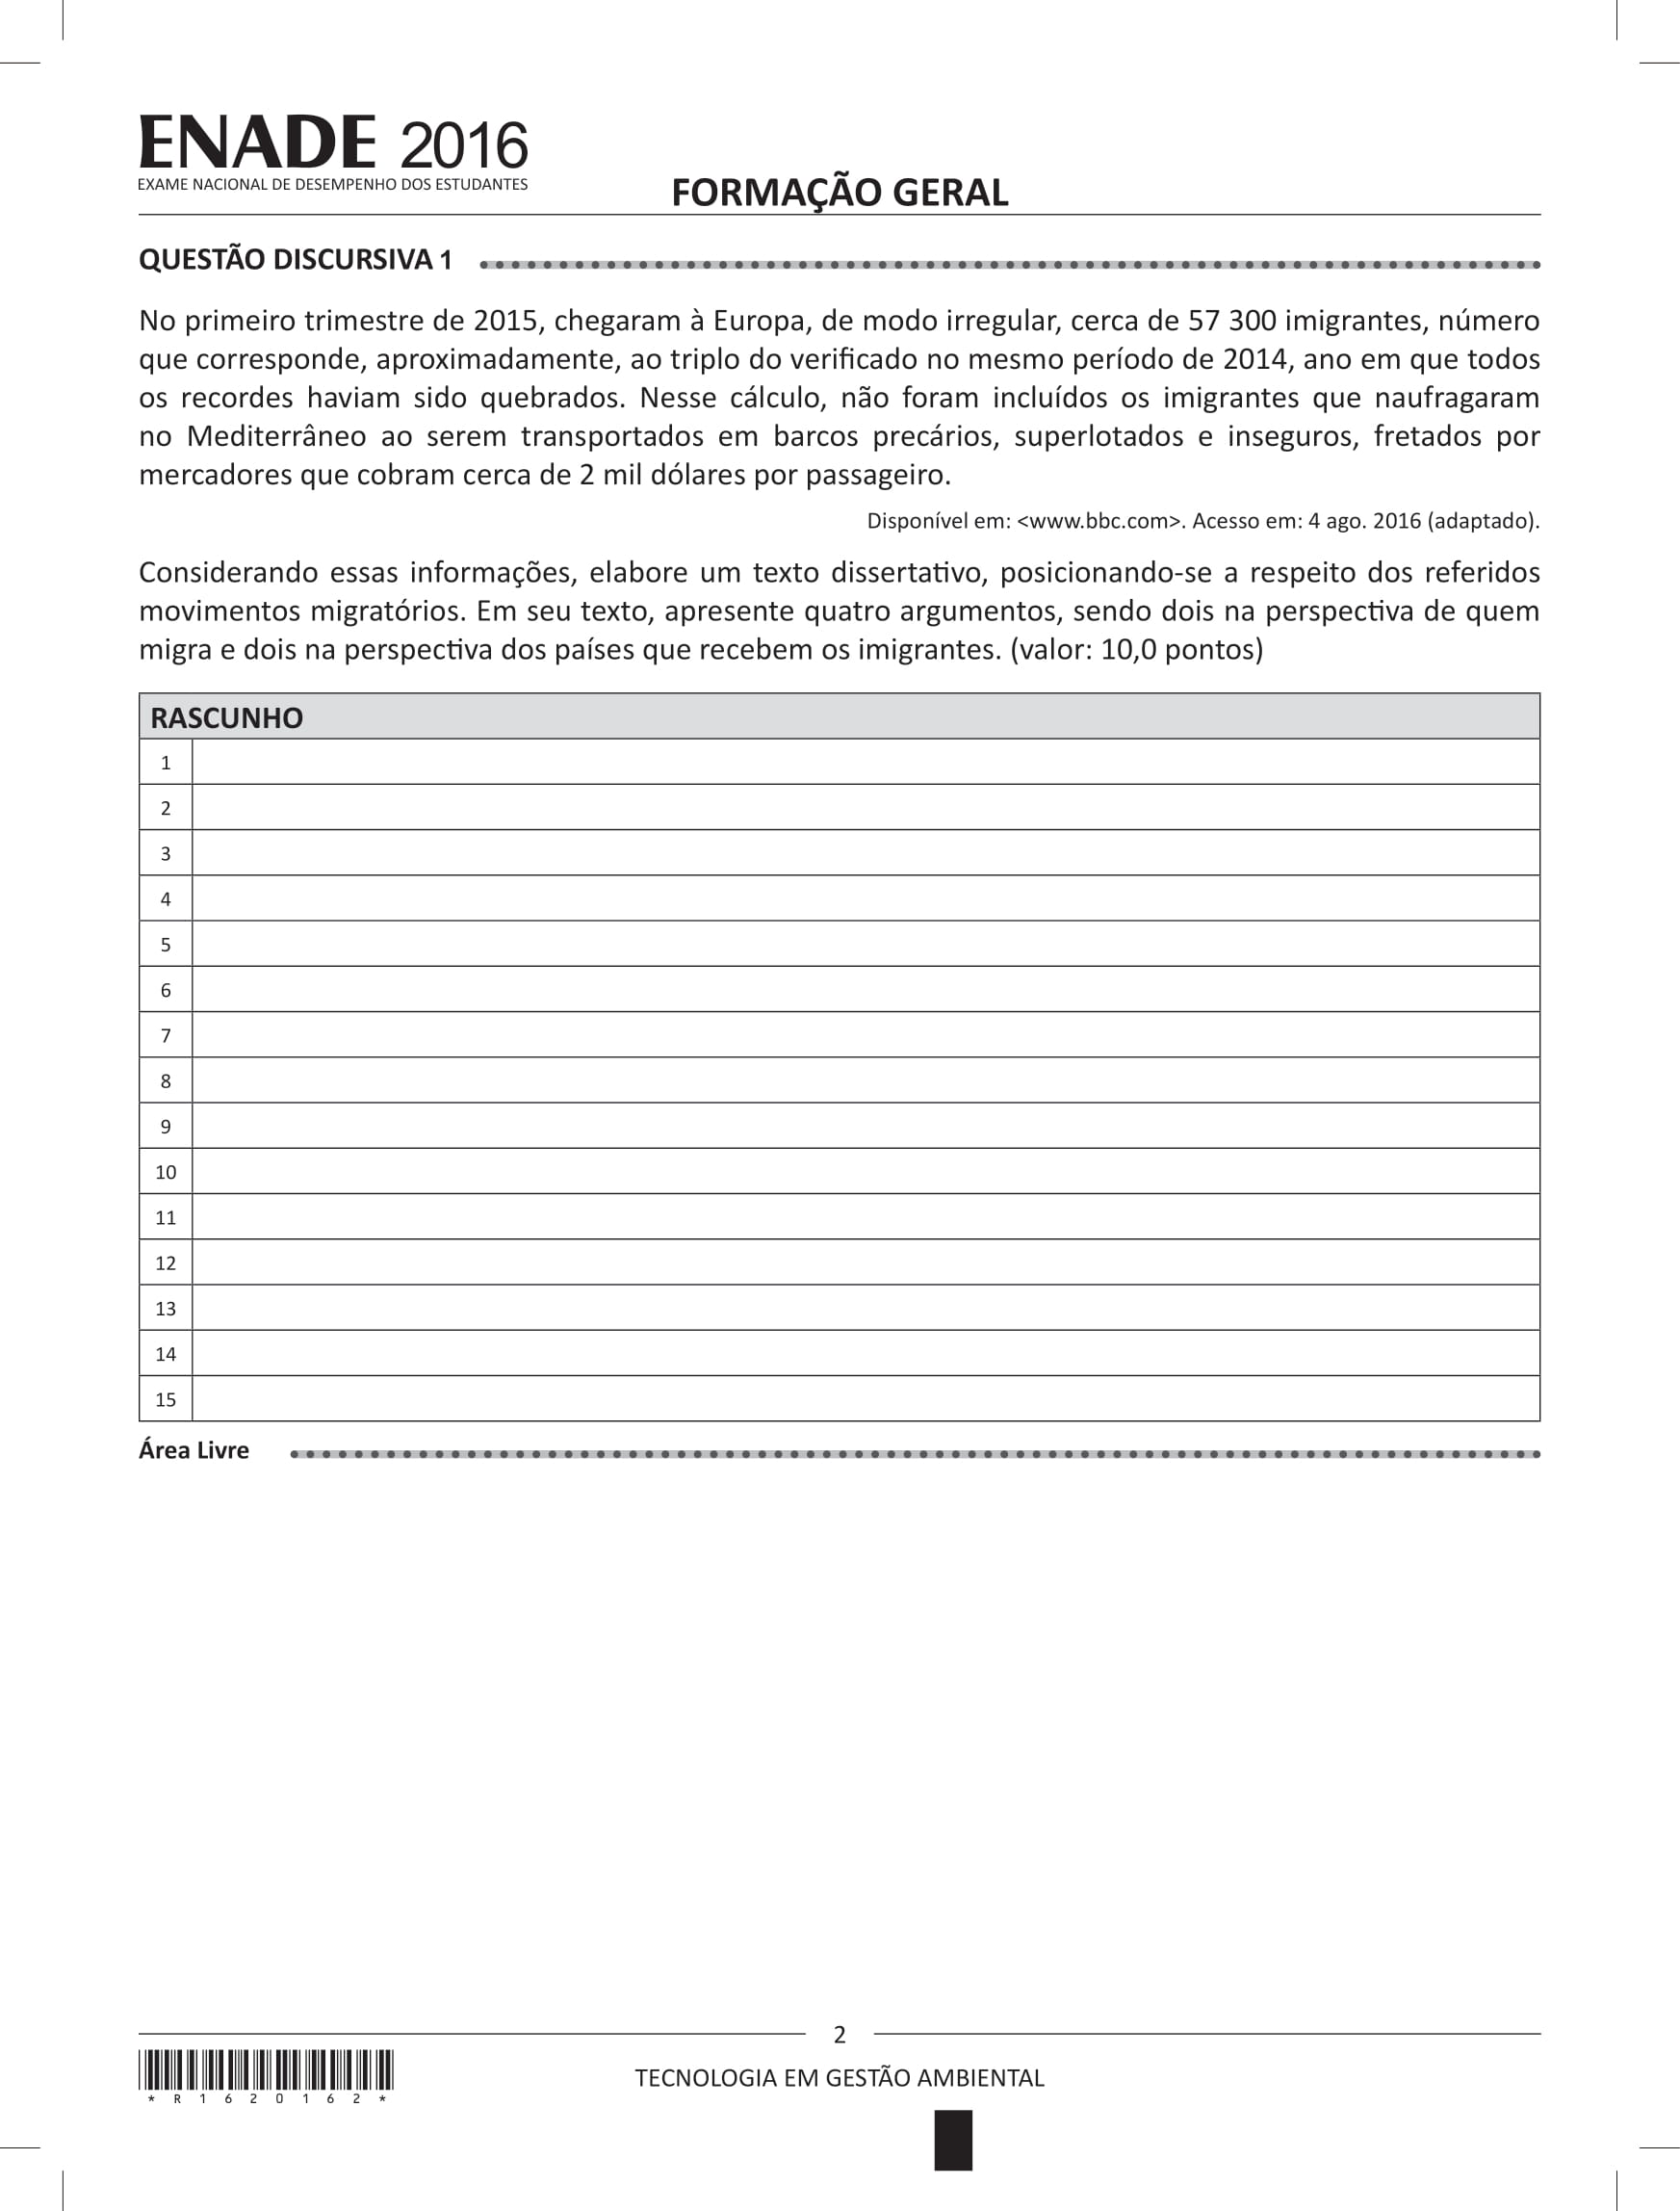 ENADE 2016
EXAME NACIONAL DE DESEMPENHO DOS ESTUDANTES
FORMAÇÃO GERAL
QUESTÃO DISCURSIVA 1
No primeiro trimestre de 2015, chegaram à Europa, de modo irregular, cerca de 57 300 imigrantes, número
que corresponde, aproximadamente, ao triplo do verificado no mesmo período de 2014, ano em que todos
os recordes haviam sido quebrados. Nesse cálculo, não foram incluídos os imigrantes que naufragaram
no Mediterrâneo ao serem transportados em barcos precários, superlotados e inseguros, fretados por
mercadores que cobram cerca de 2 mil dólares por passageiro.
Disponível em: <www.bbc.com>. Acesso em: 4 ago. 2016 (adaptado).
Considerando essas informações, elabore um texto dissertativo, posicionando-se a respeito dos referidos
movimentos migratórios. Em seu texto, apresente quatro argumentos, sendo dois na perspectiva de quem
migra e dois na perspectiva dos países que recebem os imigrantes. (valor: 10,0 pontos)
RASCUNHO
1
2
3
4
5
6
7
8
9
10
11
12
13
14
15
Área Livre
2
TECNOLOGIA EM GESTÃO AMBIENTAL
* R 1 6 2 0 1 6 2 *